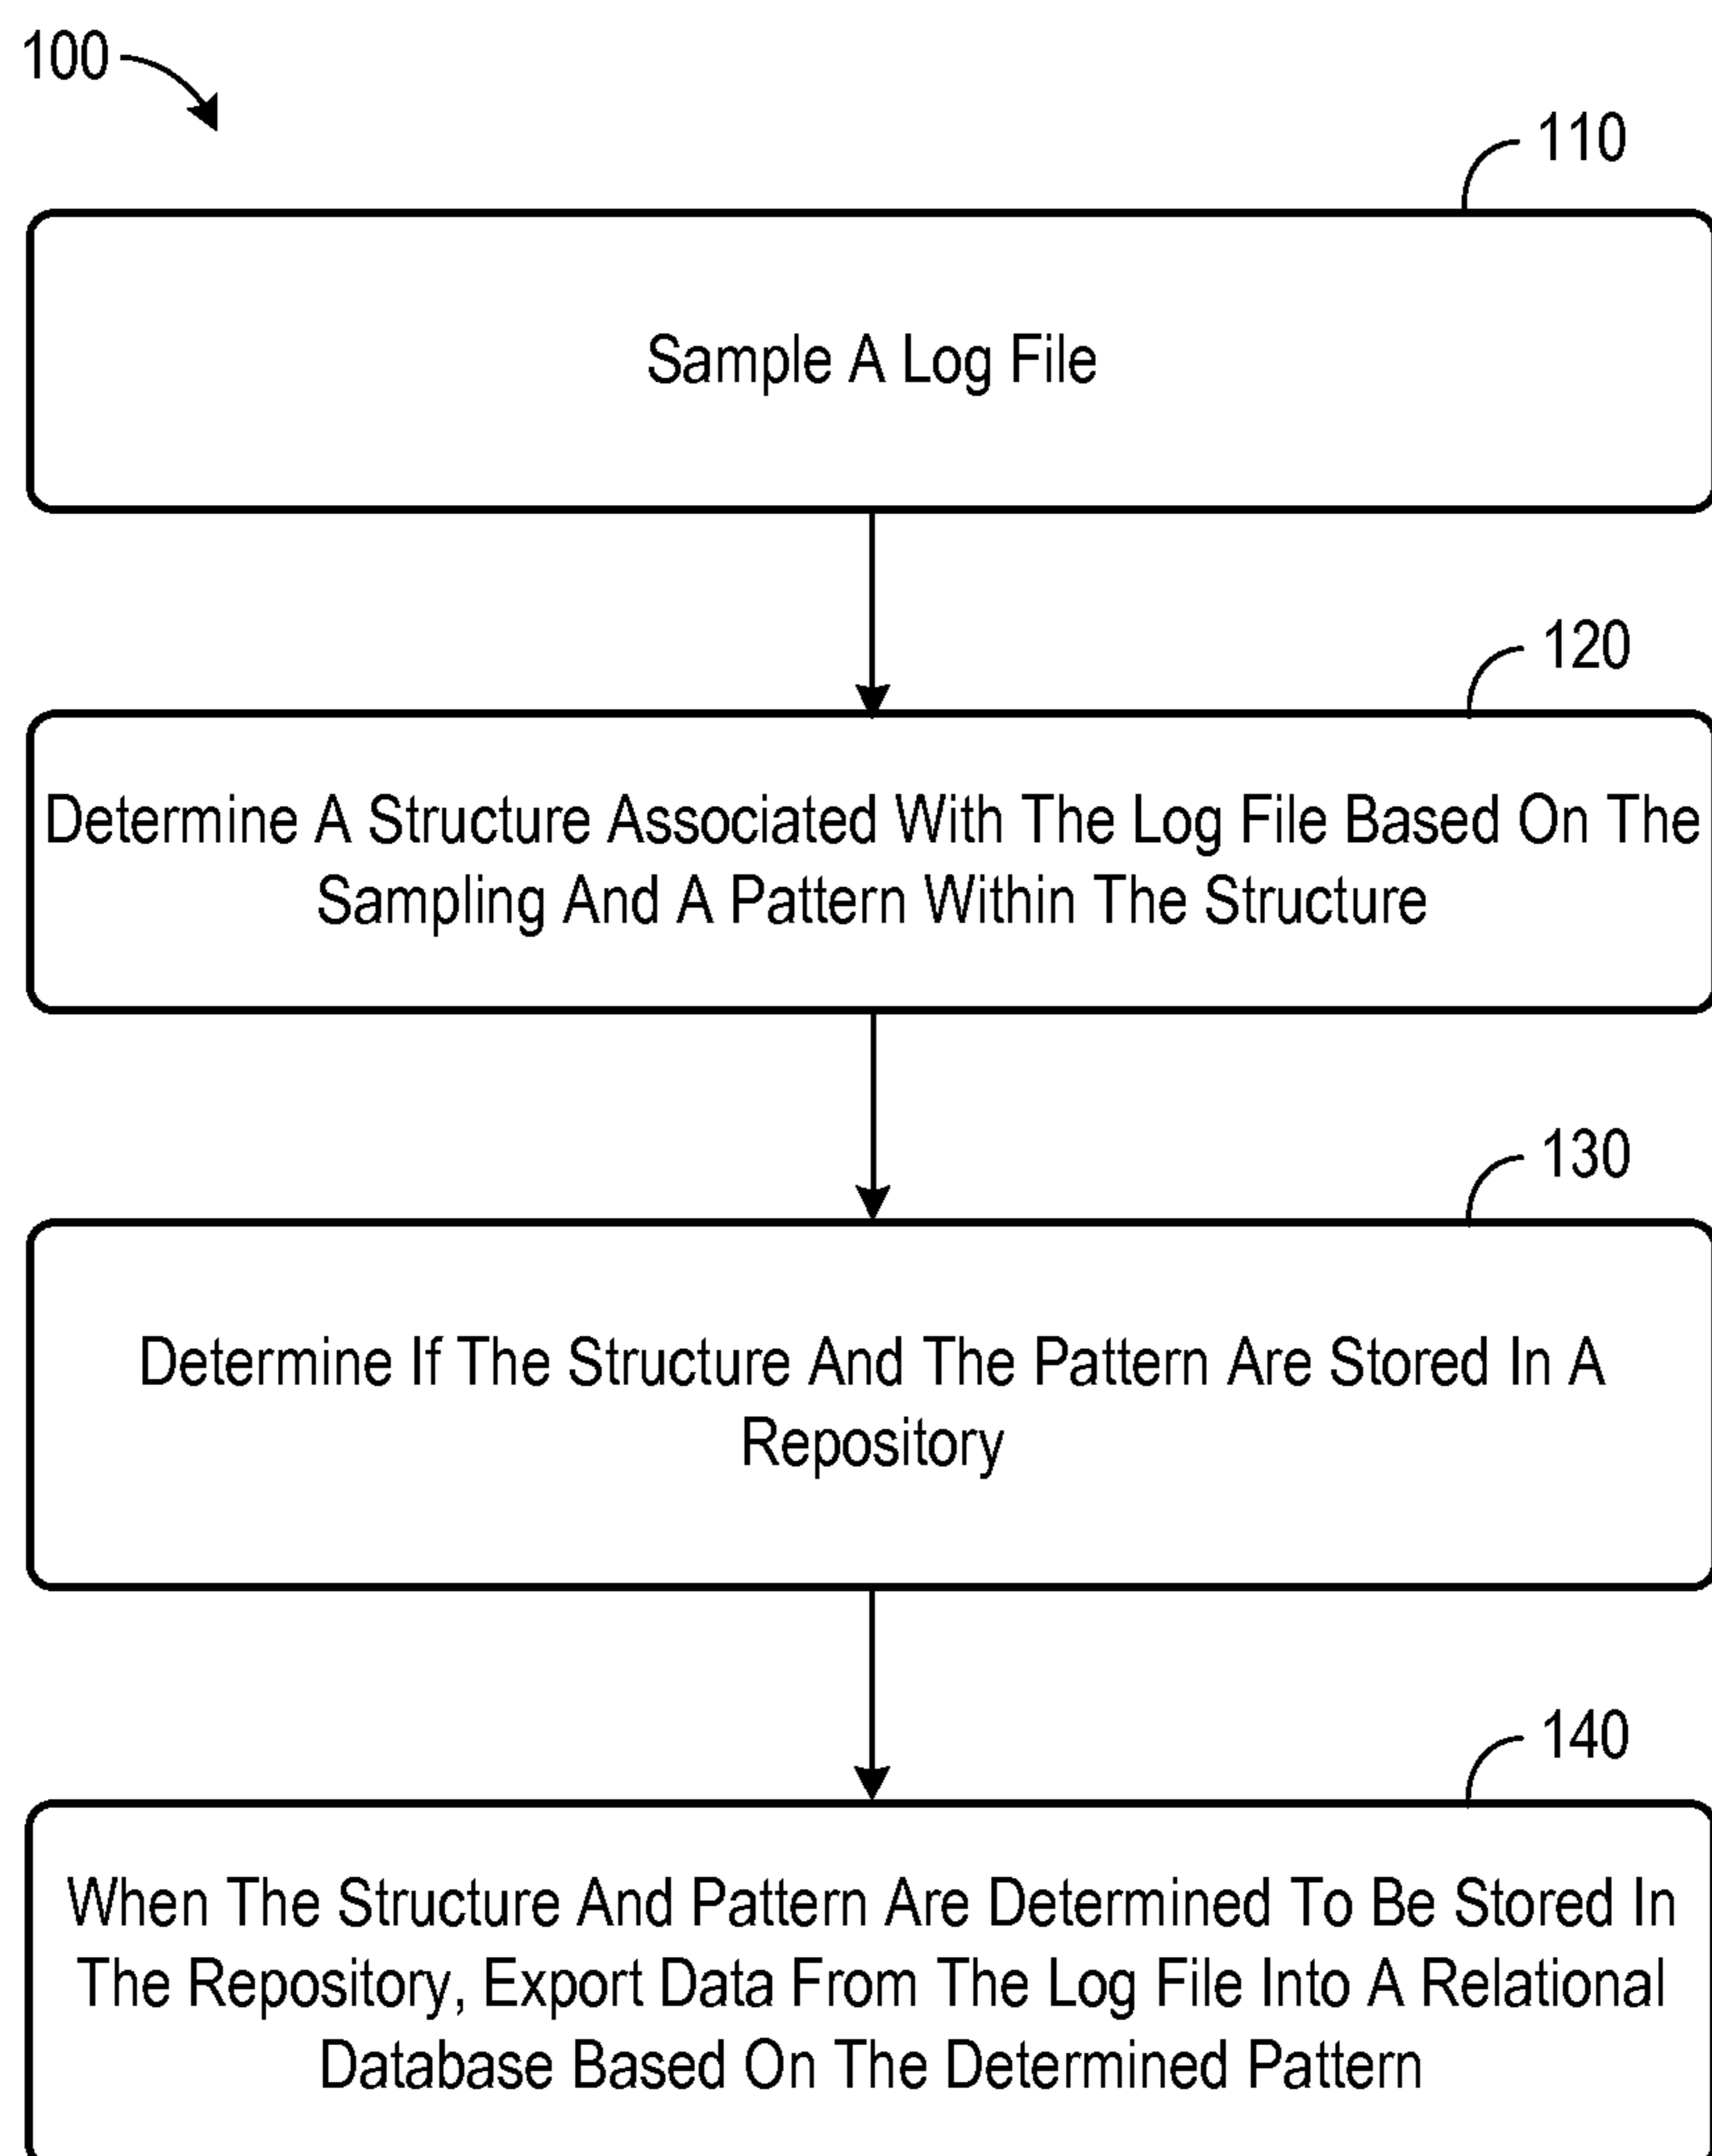 100
110
Sample A Log File
120
Determine A Structure Associated With The Log File Based On The
Sampling And A Pattern Within The Structure
130
Determine If The Structure And The Pattern Are Stored In A
Repository
140
When The Structure And Pattern Are Determined To Be Stored In
The Repository, Export Data From The Log File Into A Relational
Database Based On The Determined Pattern